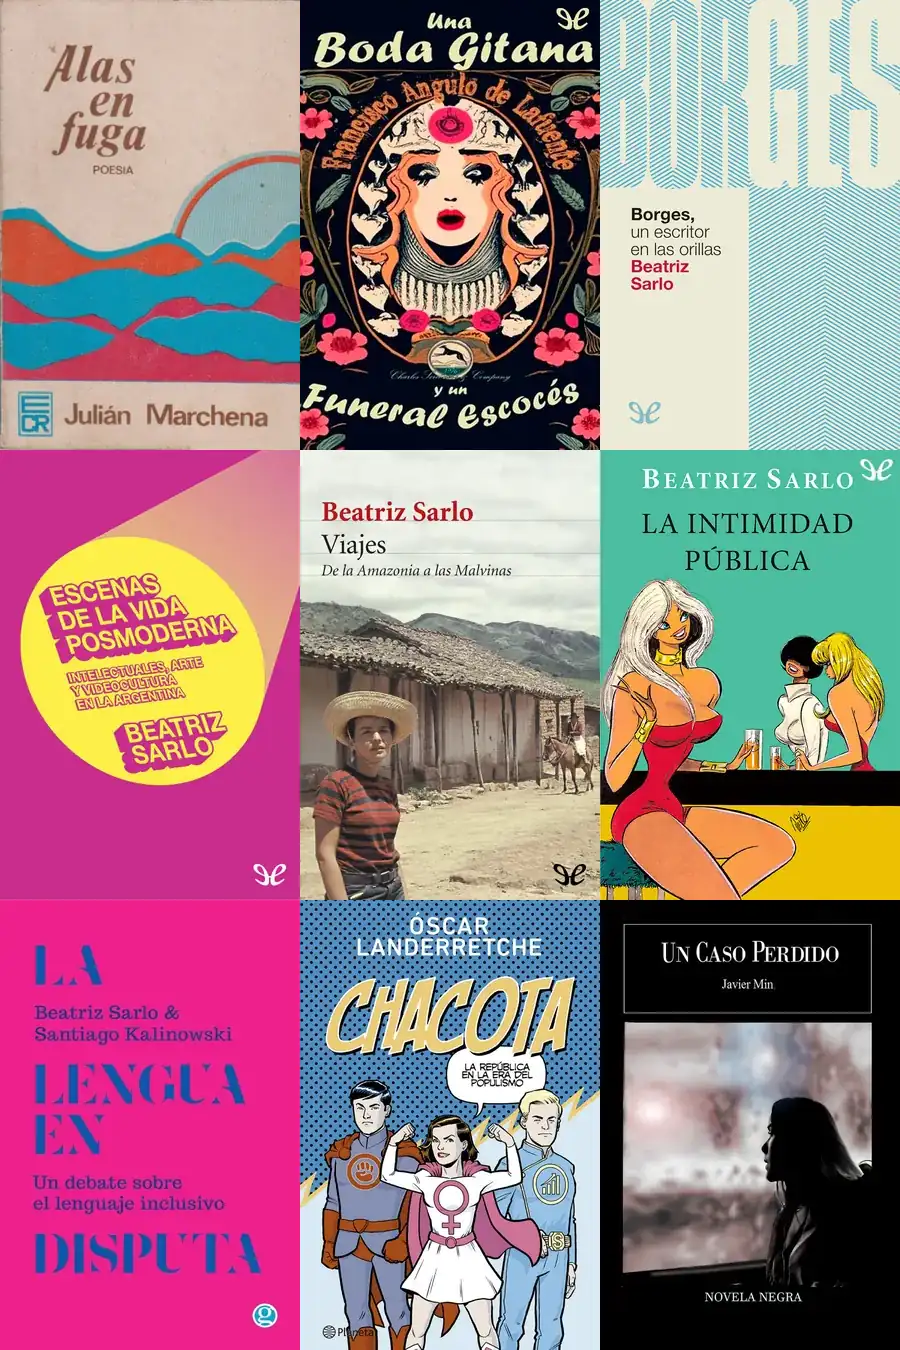 Alas
en
fuga
POESIA
ECR
Julián Marchena
Una
Boda Gitana
Francisco Angulo de Lafuente
y un
Funeral Escocés
BORGES
Borges,
un escritor
en las orillas
Beatriz
Sarlo
ESCENAS
DE LA VIDA
POSMODERNA
INTELECTUALES, ARTE
Y VIDEOCULTURA
EN LA ARGENTINA
BEATRIZ
SARLO
Beatriz Sarlo
Viajes
De la Amazonia a las Malvinas
BEATRIZ SARLO
LA INTIMIDAD
PÚBLICA
LA
Beatriz Sarlo &
Santiago Kalinowski
LENGUA
EN
Un debate sobre
el lenguaje inclusivo
DISPUTA
g
ÓSCAR
LANDERRETCHE
CHACOTA
LA REPÚBLICA
EN LA ERA DEL
POPULISMO
Planeta
UN CASO PERDIDO
Javier Min
NOVELA NEGRA